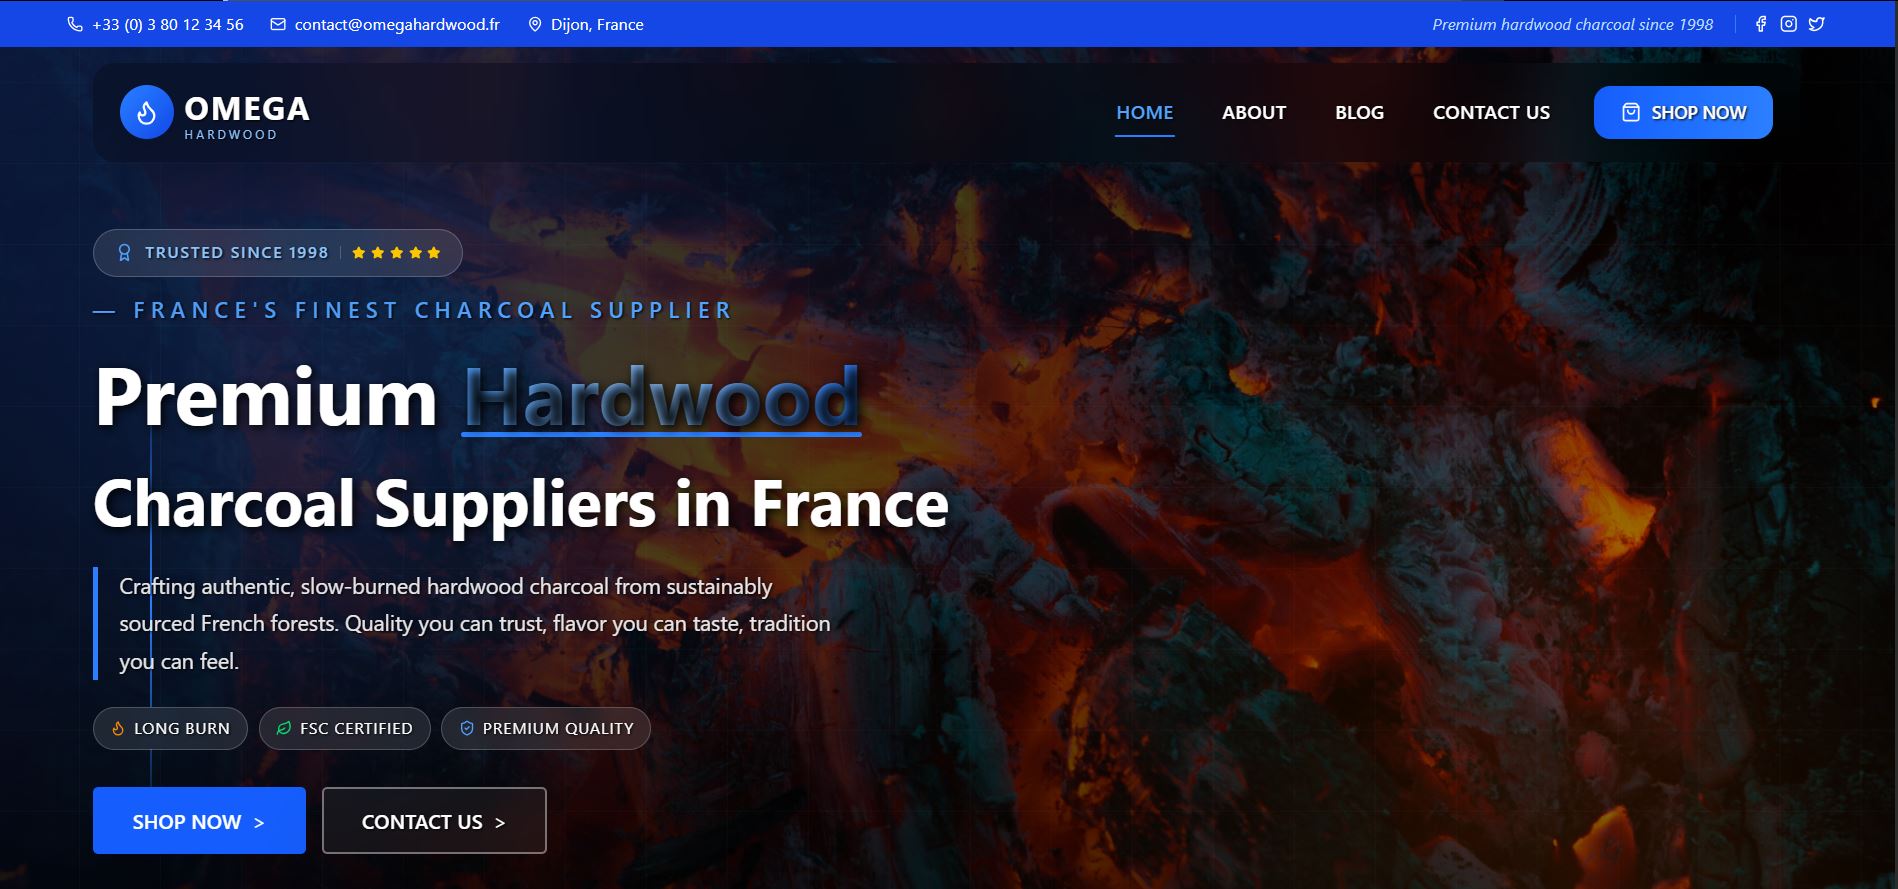 +33 (0) 3 80 12 34 56
contact@omegahardwood.fr
Dijon, France
Premium hardwood charcoal since 1998
OMEGA
HARDWOOD
HOME
ABOUT
BLOG
CONTACT US
SHOP NOW
TRUSTED SINCE 1998
— FRANCE'S FINEST CHARCOAL SUPPLIER
Premium Hardwood
Charcoal Suppliers in France
Crafting authentic, slow-burned hardwood charcoal from sustainably
sourced French forests. Quality you can trust, flavor you can taste, tradition
you can feel.
LONG BURN
FSC CERTIFIED
PREMIUM QUALITY
SHOP NOW >
CONTACT US >